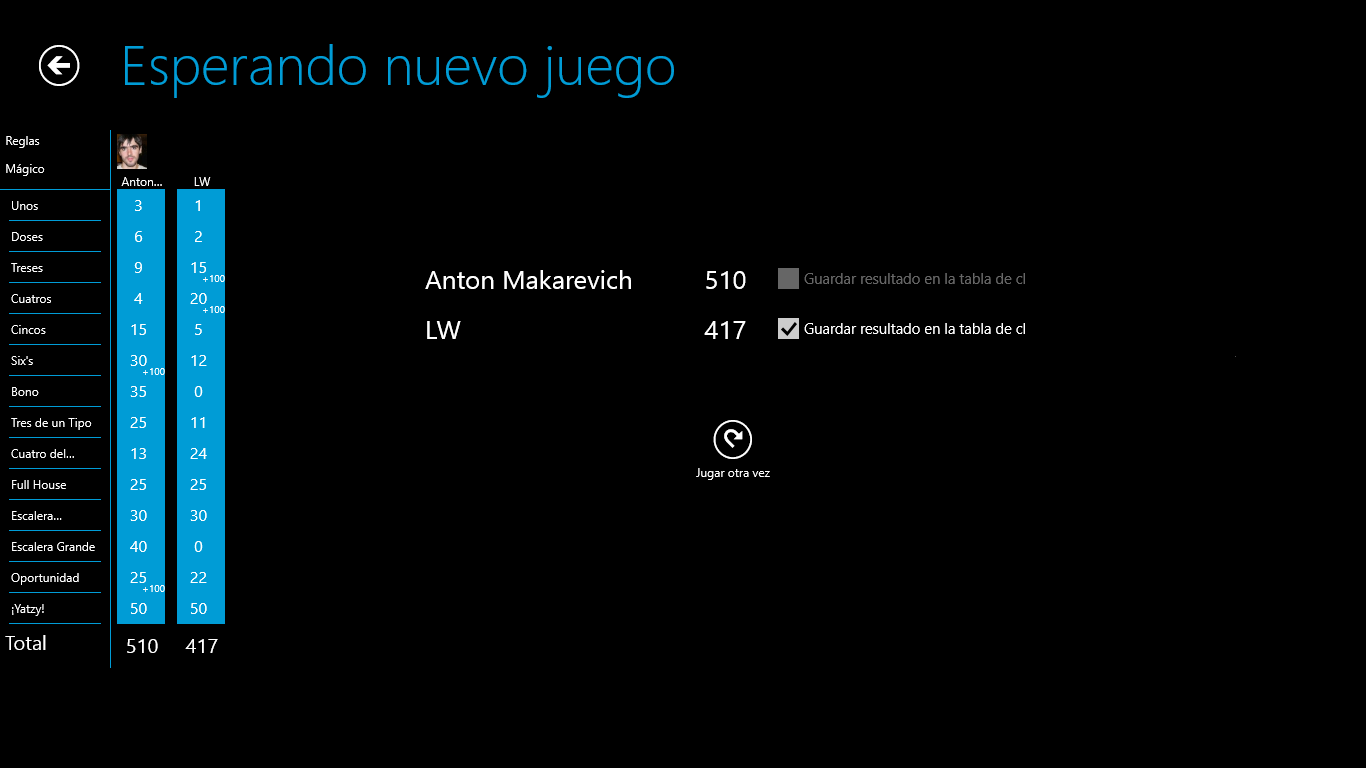 Esperando nuevo juego
Reglas
Mágico
Anton... LW
Unos 3 1
Doses 6 2
Treses 9 15 +100
Cuatros 4 20 +100
Cincos 15 5
Six's 30 +100 12
Bono 35 0
Tres de un Tipo 25 11
Cuatro del... 13 24
Full House 25 25
Escalera... 30 30
Escalera Grande 40 0
Oportunidad 25 +100 22
¡Yatzy! 50 50
Total 510 417
Anton Makarevich 510 Guardar resultado en la tabla de cl
LW 417 Guardar resultado en la tabla de cl
Jugar otra vez